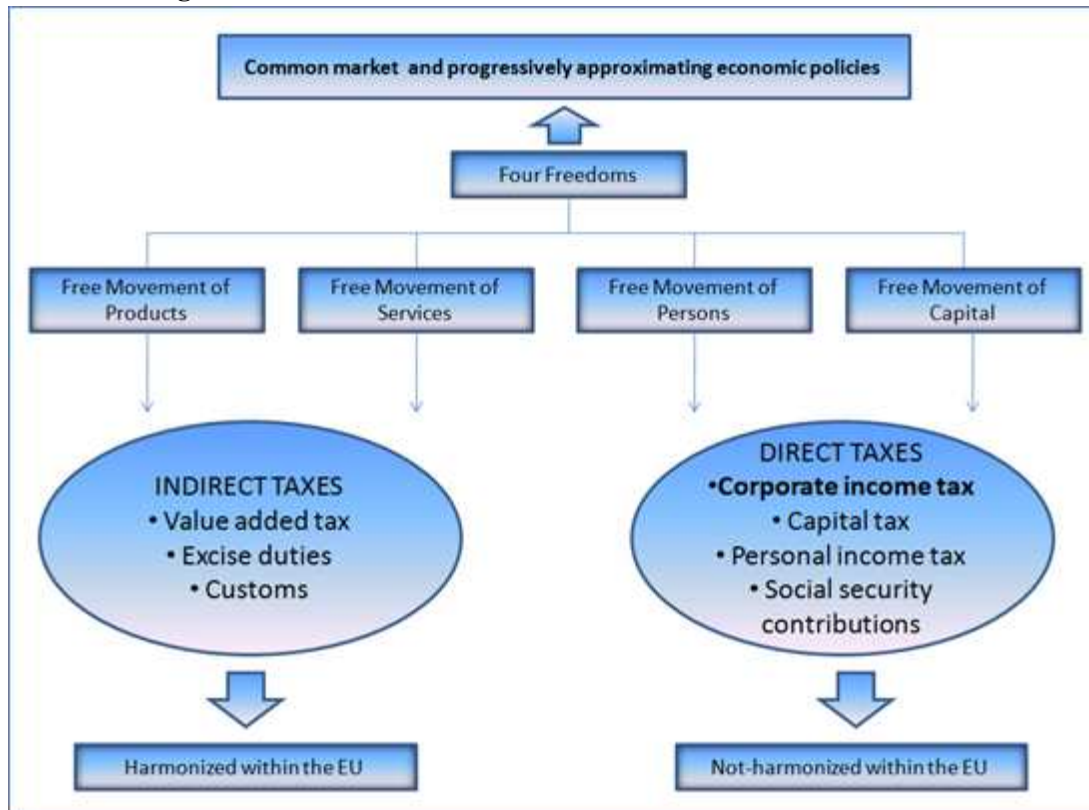 Common market and progressively approximating economic policies
Four Freedoms
Free Movement of
Products
Free Movement of
Services
Free Movement of
Persons
Free Movement of
Capital
INDIRECT TAXES
• Value added tax
• Excise duties
• Customs
DIRECT TAXES
•Corporate income tax
• Capital tax
• Personal income tax
• Social security
contributions
Harmonized within the EU
Not-harmonized within the EU